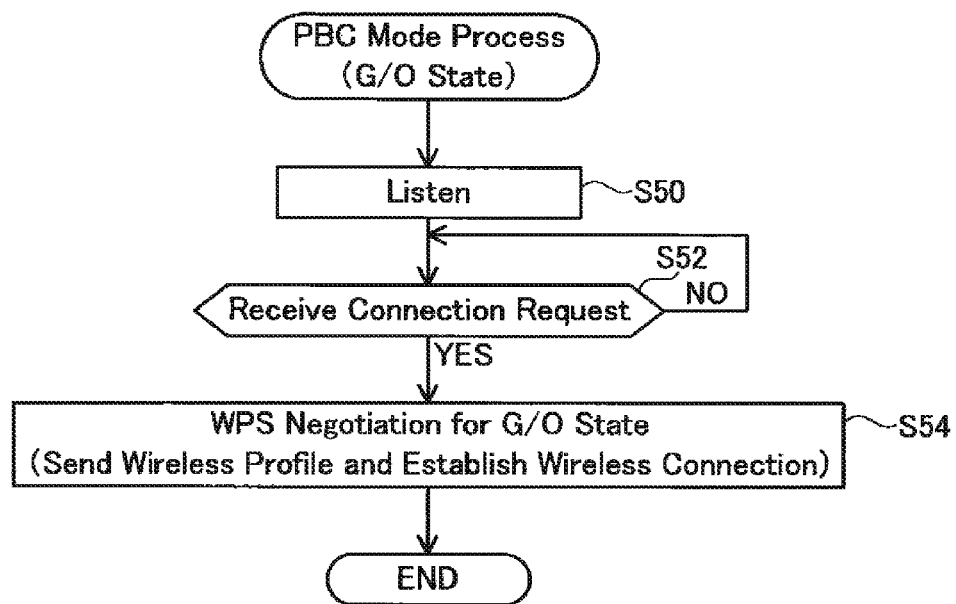 PBC Mode Process
(G/O State)
Listen
S50
S52
NO
Receive Connection Request
YES
WPS Negotiation for G/O State
(Send Wireless Profile and Establish Wireless Connection)
S54
END